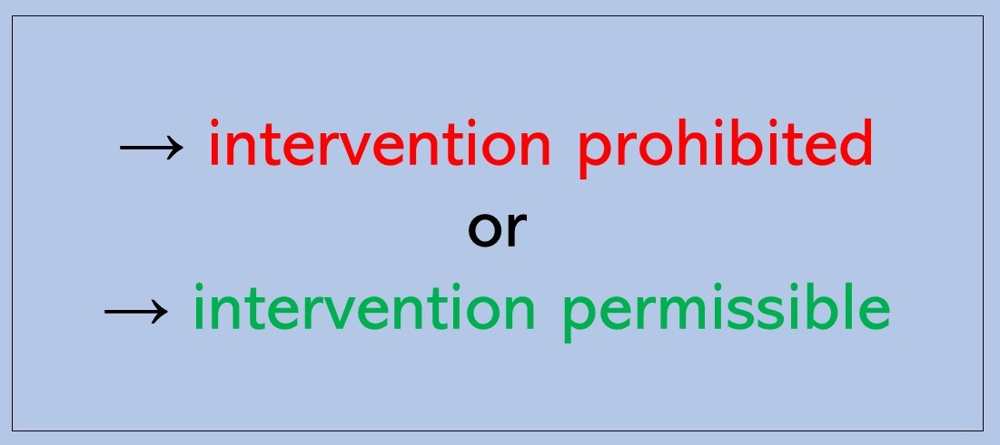 → intervention prohibited
or
→ intervention permissible